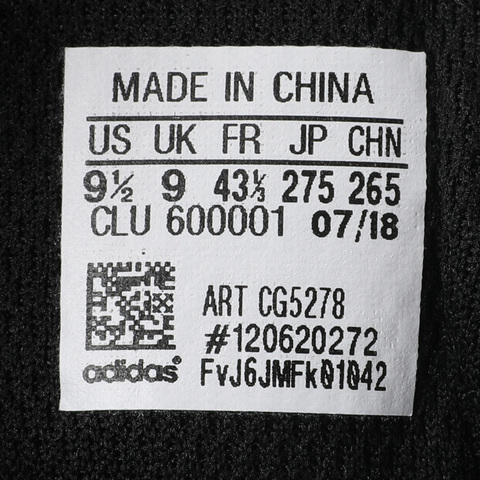 MADE IN CHINA
US UK FR JP CHN
9½ 9 43⅓ 275 265
CLU 600001 07/18
ART CG5278
#120620272
adidas® FvJ6JMFk01042